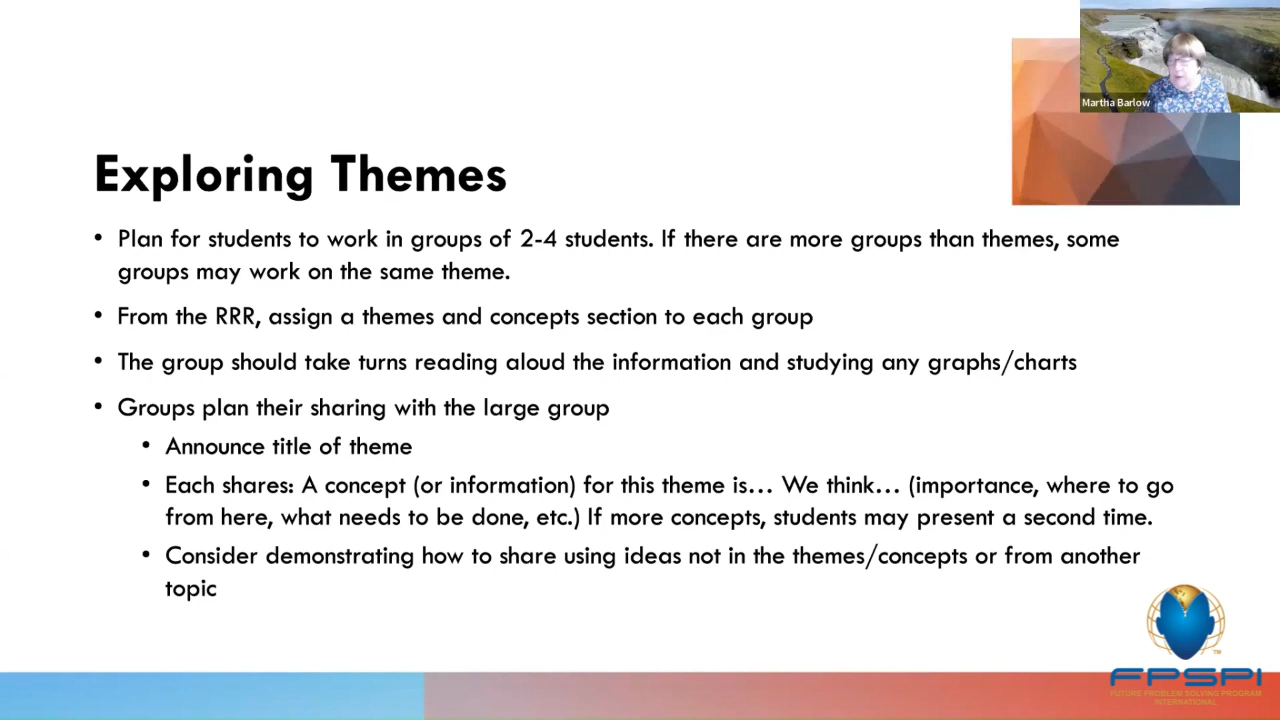 Martha Barlow
Exploring Themes
• Plan for students to work in groups of 2-4 students. If there are more groups than themes, some
groups may work on the same theme.
• From the RRR, assign a themes and concepts section to each group
• The group should take turns reading aloud the information and studying any graphs/charts
• Groups plan their sharing with the large group
• Announce title of theme
• Each shares: A concept (or information) for this theme is… We think… (importance, where to go
from here, what needs to be done, etc.) If more concepts, students may present a second time.
• Consider demonstrating how to share using ideas not in the themes/concepts or from another
topic
TM
FPSPI
FUTURE PROBLEM SOLVING PROGRAM
INTERNATIONAL